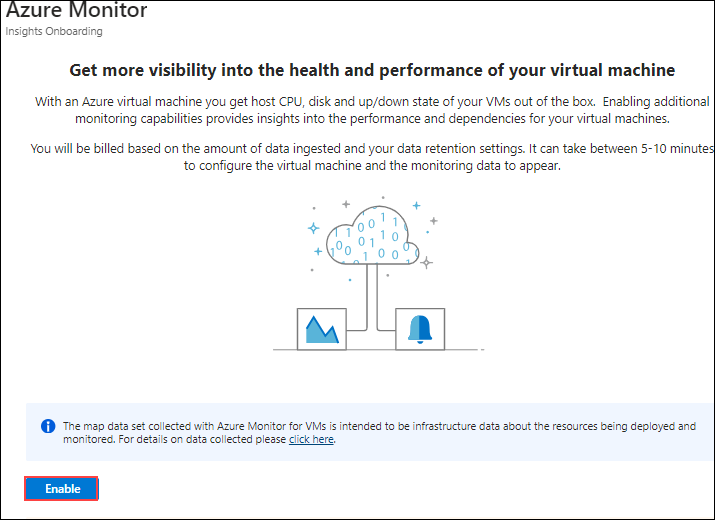 Azure Monitor
Insights Onboarding
Get more visibility into the health and performance of your virtual machine
With an Azure virtual machine you get host CPU, disk and up/down state of your VMs out of the box. Enabling additional
monitoring capabilities provides insights into the performance and dependencies for your virtual machines.
You will be billed based on the amount of data ingested and your data retention settings. It can take between 5-10 minutes
to configure the virtual machine and the monitoring data to appear.
1 1 0 0 1 1
1 0 0 0 1 1 0
1 0 0 0
The map data set collected with Azure Monitor for VMs is intended to be infrastructure data about the resources being deployed and
monitored. For details on data collected please click here.
Enable